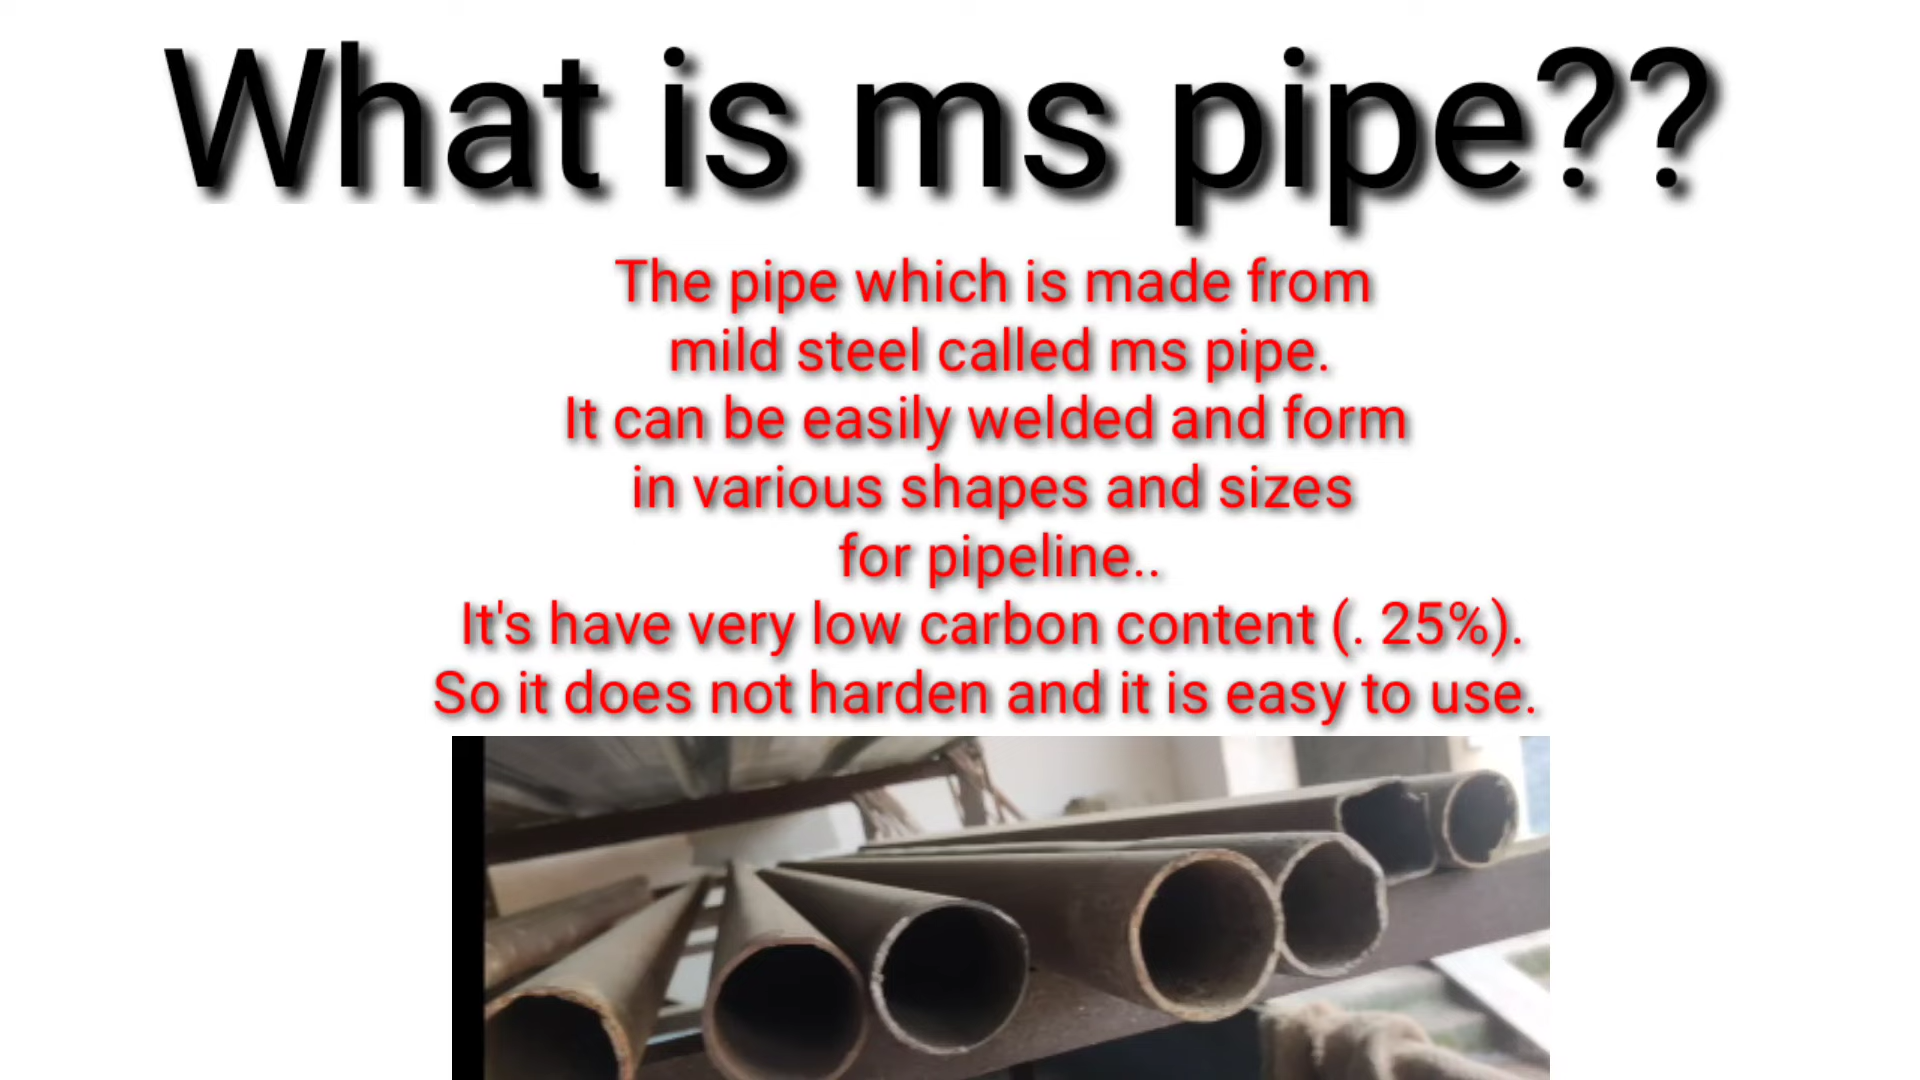 What is ms pipe??
The pipe which is made from
mild steel called ms pipe.
It can be easily welded and form
in various shapes and sizes
for pipeline..
It's have very low carbon content (. 25%).
So it does not harden and it is easy to use.